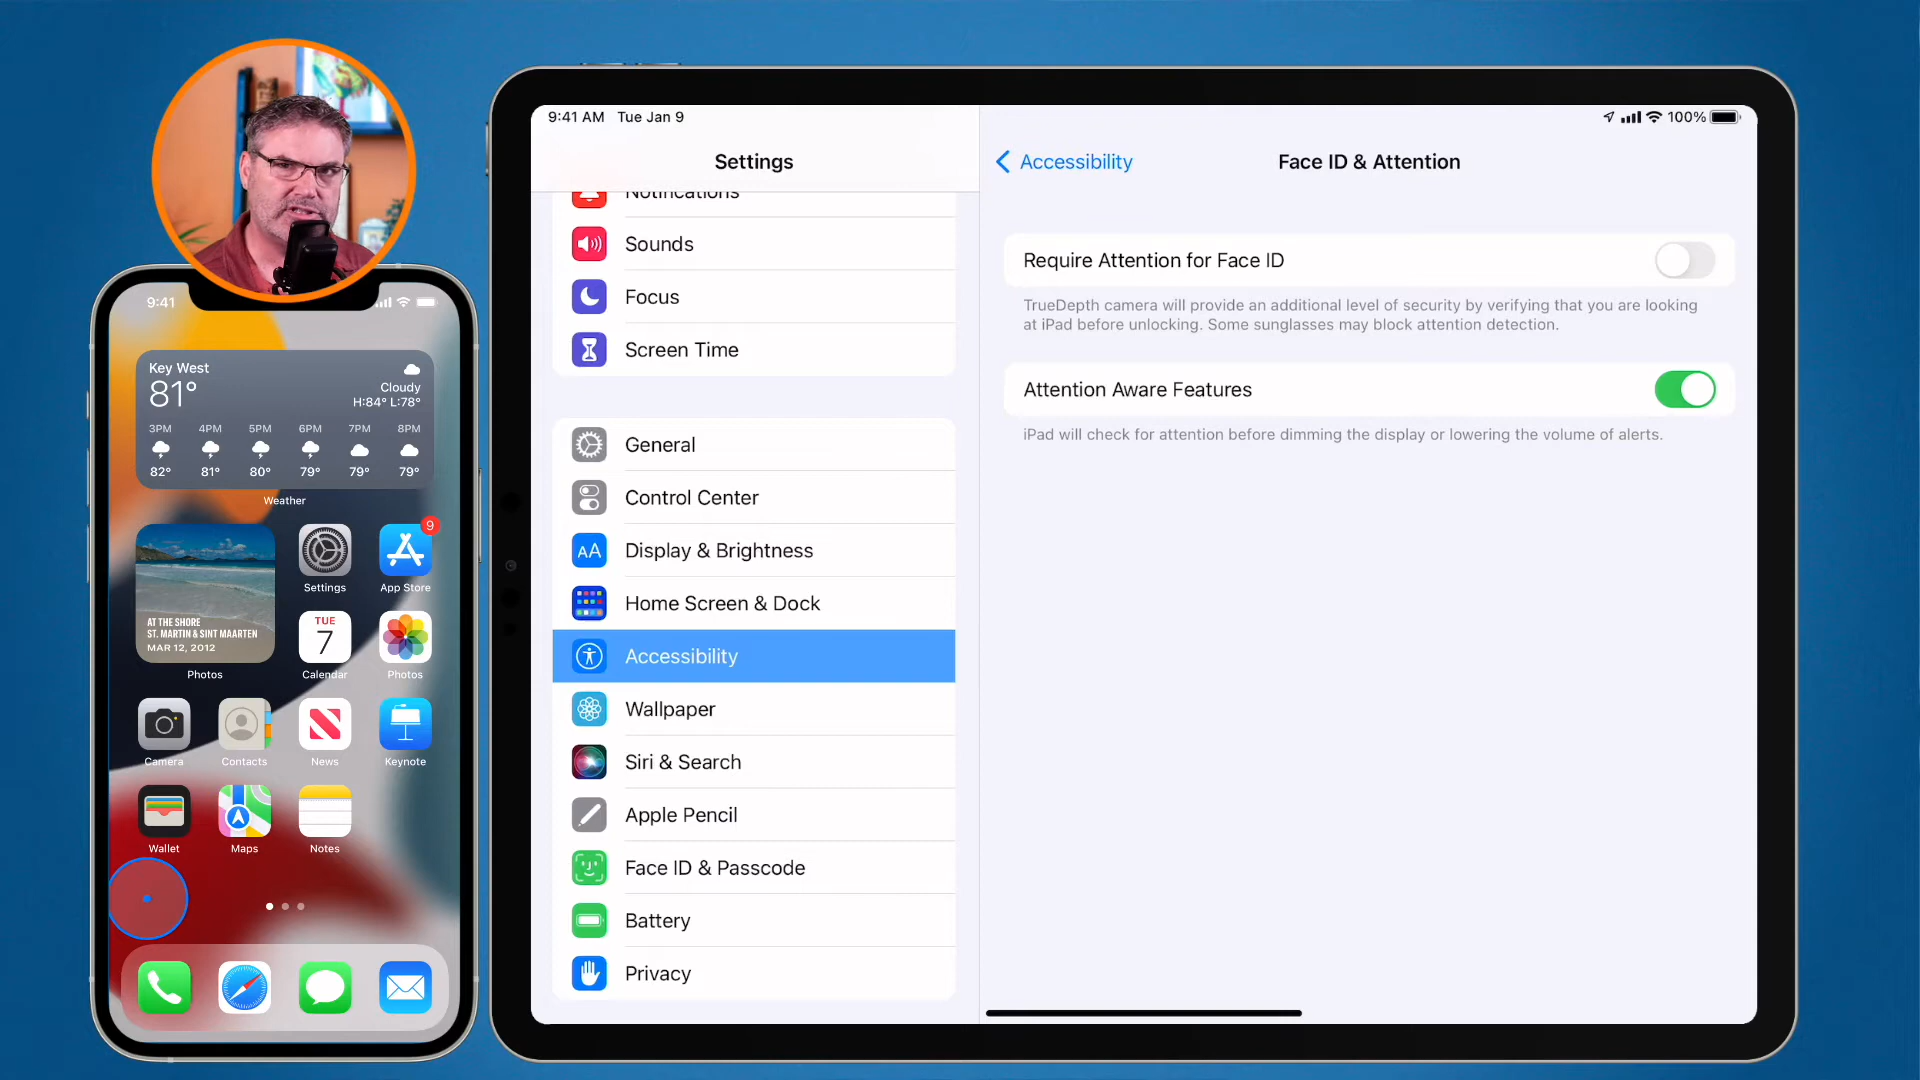 9:41
Key West
81°
Cloudy
H:84° L:78°
3PM 4PM 5PM 6PM 7PM 8PM
82° 81° 80° 79° 79° 79°
Weather
AT THE SHORE
ST. MARTIN & SINT MAARTEN
MAR 12, 2012
Photos
Settings
9
App Store
TUE
7
Calendar
Photos
Camera
Contacts
News
Keynote
Wallet
Maps
Notes
9:41 AM Tue Jan 9
100%
Settings
Notifications
Sounds
Focus
Screen Time
General
Control Center
AA
Display & Brightness
Home Screen & Dock
Accessibility
Wallpaper
Siri & Search
Apple Pencil
Face ID & Passcode
Battery
Privacy
Accessibility
Face ID & Attention
Require Attention for Face ID
TrueDepth camera will provide an additional level of security by verifying that you are looking
at iPad before unlocking. Some sunglasses may block attention detection.
Attention Aware Features
iPad will check for attention before dimming the display or lowering the volume of alerts.